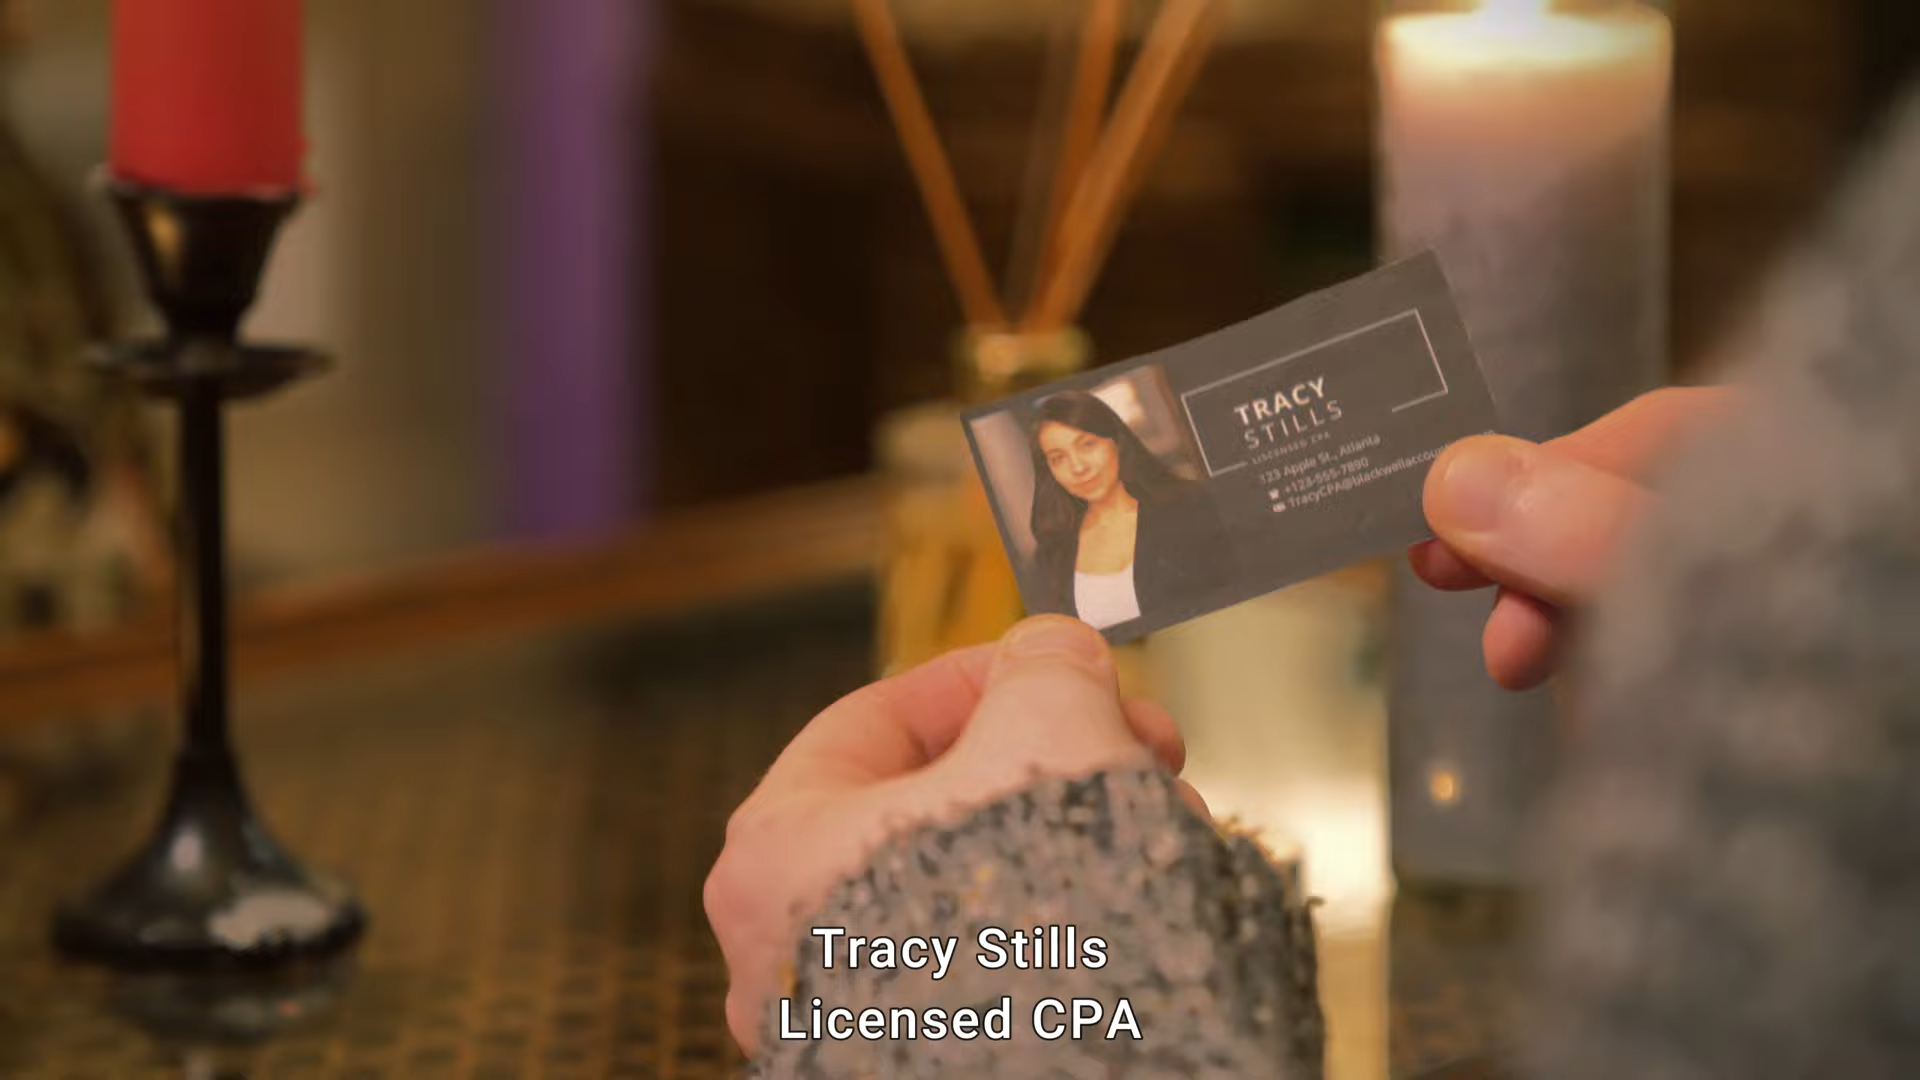 TRACY
STILLS
LICENSED CPA
123 Apple St., Atlanta
+123-555-7890
Tracy Stills
Licensed CPA